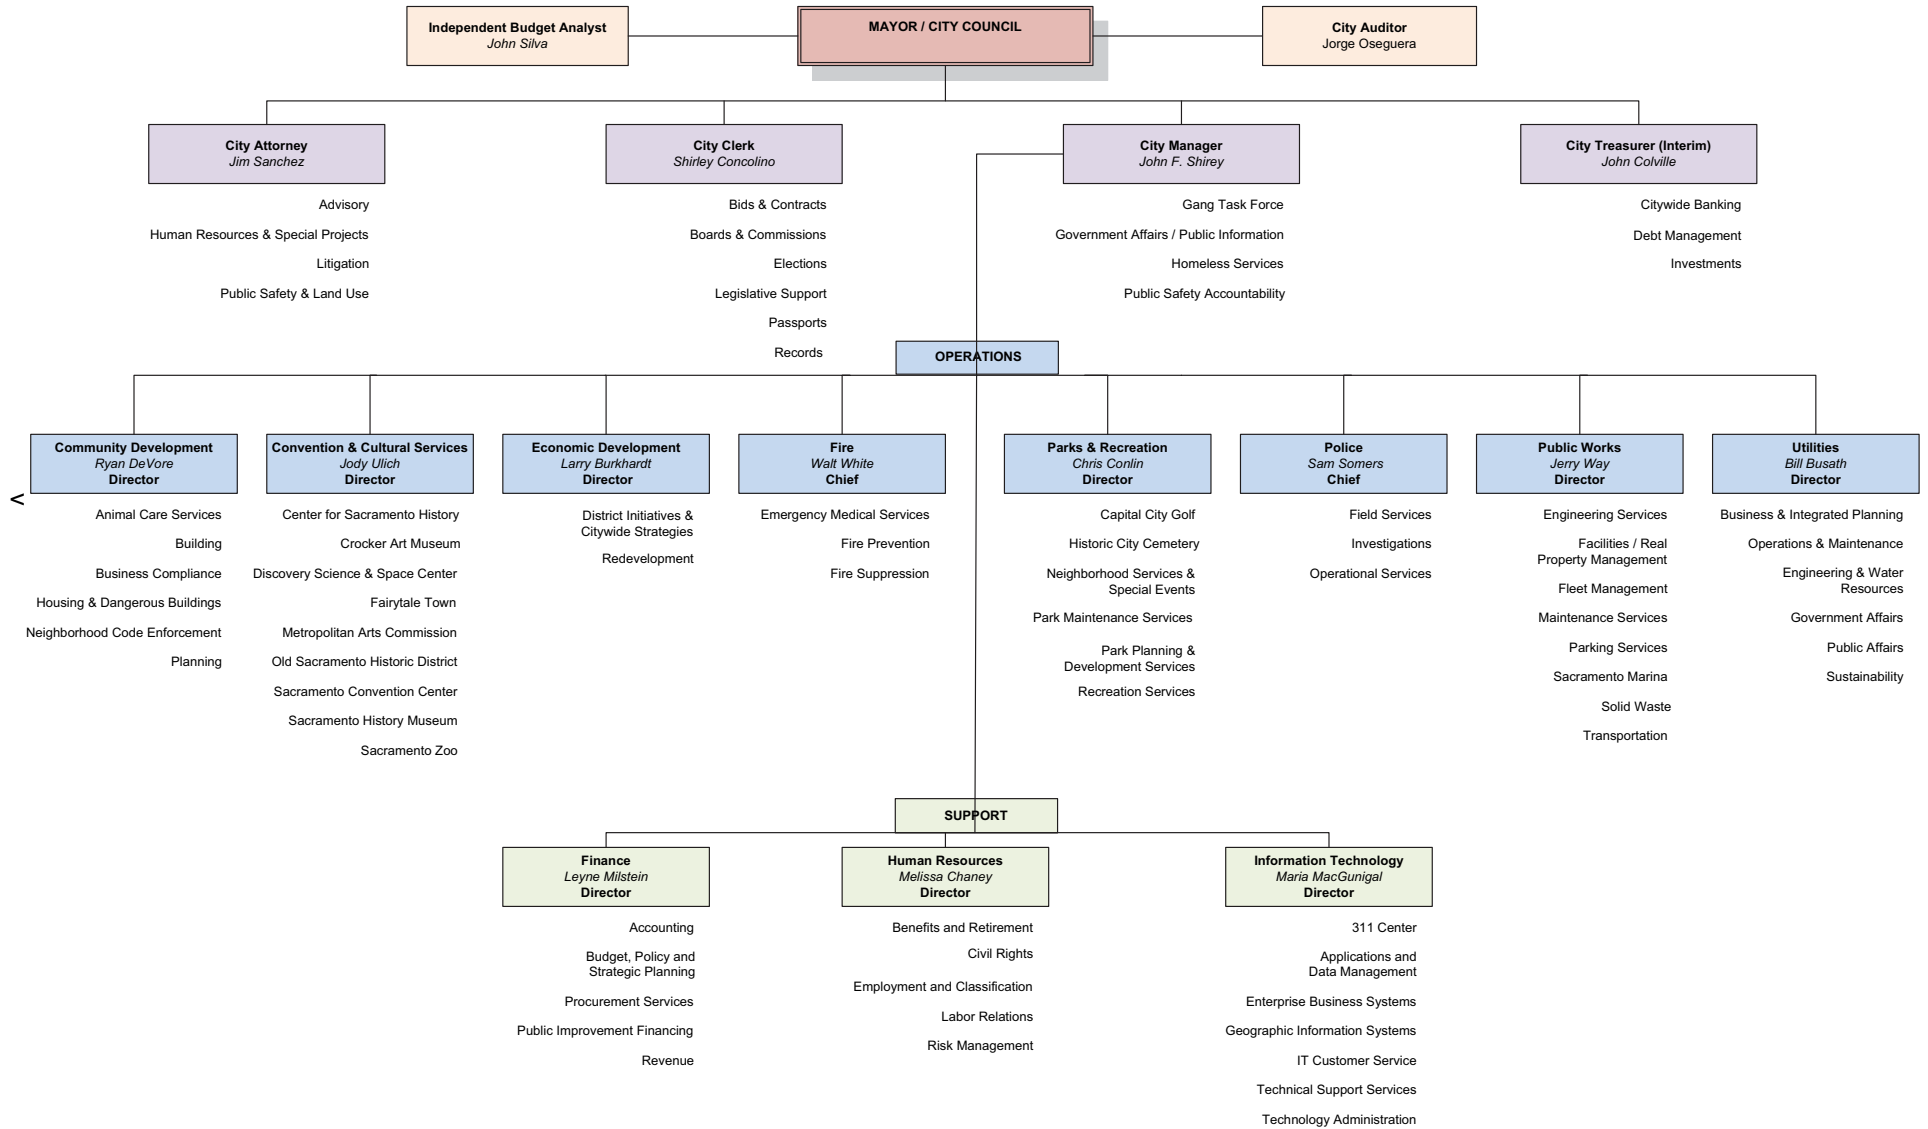 Independent Budget Analyst
John Silva
MAYOR / CITY COUNCIL
City Auditor
Jorge Oseguera
City Attorney
Jim Sanchez
Advisory
Human Resources & Special Projects
Litigation
Public Safety & Land Use
City Clerk
Shirley Concolino
Bids & Contracts
Boards & Commissions
Elections
Legislative Support
Passports
Records
City Manager
John F. Shirey
Gang Task Force
Government Affairs / Public Information
Homeless Services
Public Safety Accountability
City Treasurer (Interim)
John Colville
Citywide Banking
Debt Management
Investments
OPERATIONS
<
Community Development
Ryan DeVore
Director
Animal Care Services
Building
Business Compliance
Housing & Dangerous Buildings
Neighborhood Code Enforcement
Planning
Convention & Cultural Services
Jody Ulich
Director
Center for Sacramento History
Crocker Art Museum
Discovery Science & Space Center
Fairytale Town
Metropolitan Arts Commission
Old Sacramento Historic District
Sacramento Convention Center
Sacramento History Museum
Sacramento Zoo
Economic Development
Larry Burkhardt
Director
District Initiatives &
Citywide Strategies
Redevelopment
Fire
Walt White
Chief
Emergency Medical Services
Fire Prevention
Fire Suppression
Parks & Recreation
Chris Conlin
Director
Capital City Golf
Historic City Cemetery
Neighborhood Services &
Special Events
Park Maintenance Services
Park Planning &
Development Services
Recreation Services
Police
Sam Somers
Chief
Field Services
Investigations
Operational Services
Public Works
Jerry Way
Director
Engineering Services
Facilities / Real
Property Management
Fleet Management
Maintenance Services
Parking Services
Sacramento Marina
Solid Waste
Transportation
Utilities
Bill Busath
Director
Business & Integrated Planning
Operations & Maintenance
Engineering & Water
Resources
Government Affairs
Public Affairs
Sustainability
SUPPORT
Finance
Leyne Milstein
Director
Accounting
Budget, Policy and
Strategic Planning
Procurement Services
Public Improvement Financing
Revenue
Human Resources
Melissa Chaney
Director
Benefits and Retirement
Civil Rights
Employment and Classification
Labor Relations
Risk Management
Information Technology
Maria MacGunigal
Director
311 Center
Applications and
Data Management
Enterprise Business Systems
Geographic Information Systems
IT Customer Service
Technical Support Services
Technology Administration